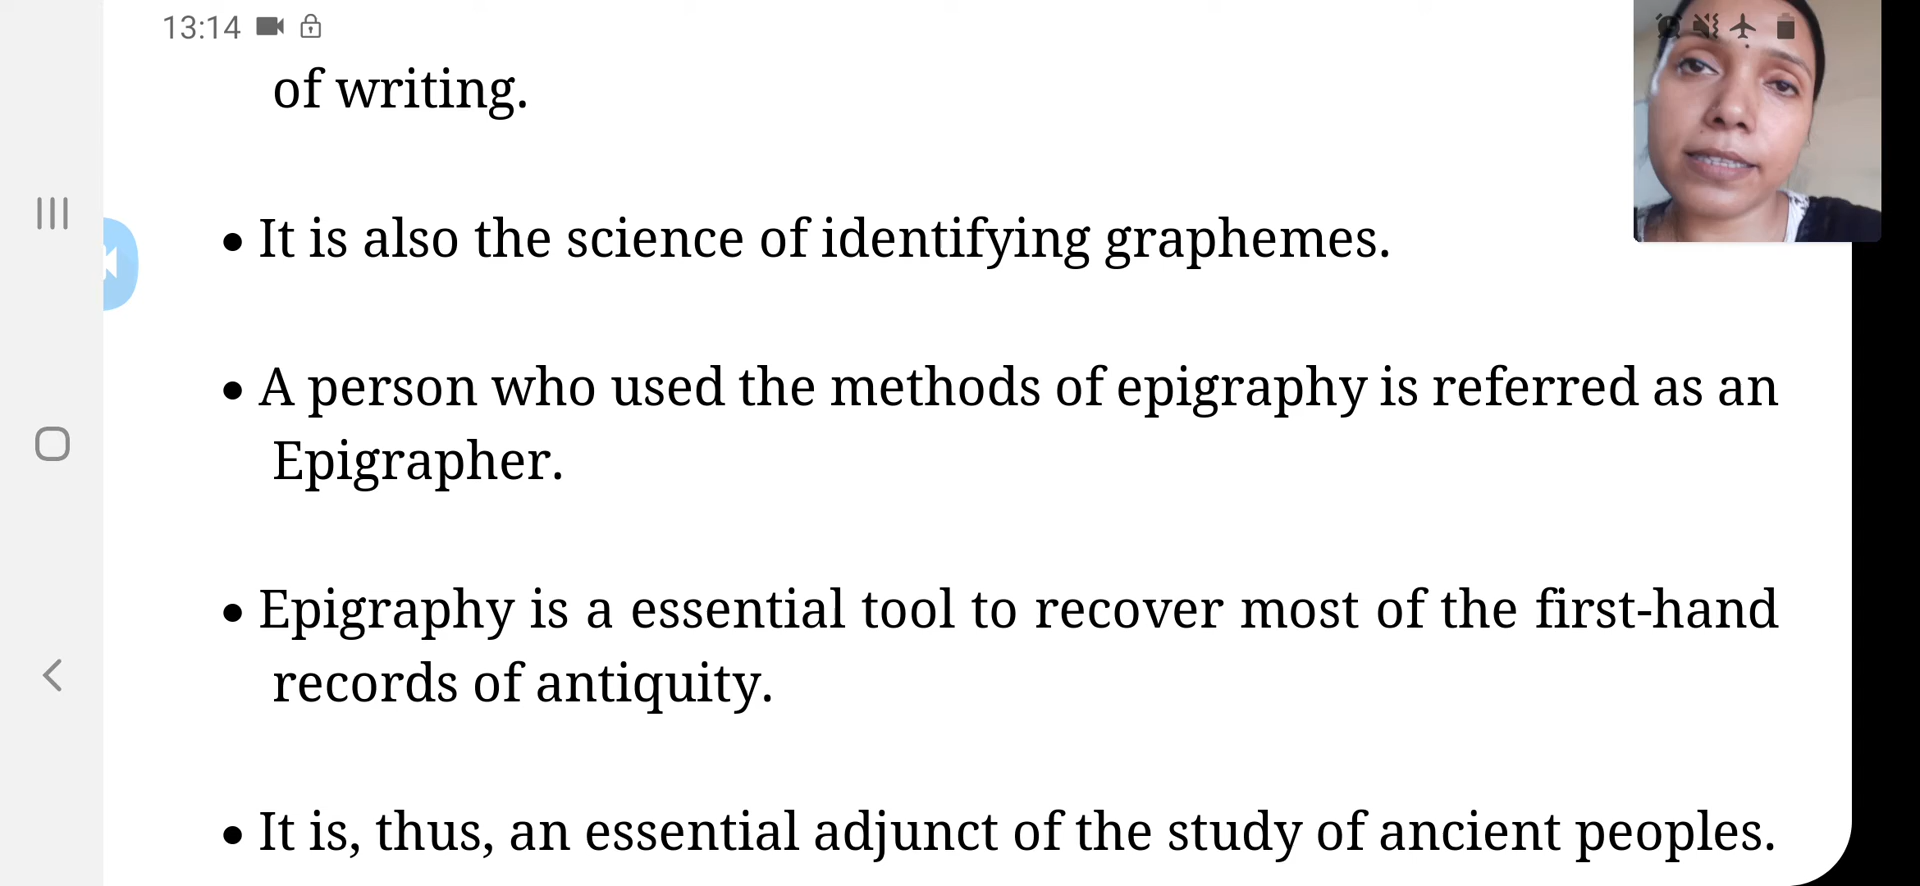 13:14
of writing.
• It is also the science of identifying graphemes.
• A person who used the methods of epigraphy is referred as an
Epigrapher.
• Epigraphy is a essential tool to recover most of the first-hand
records of antiquity.
• It is, thus, an essential adjunct of the study of ancient peoples.